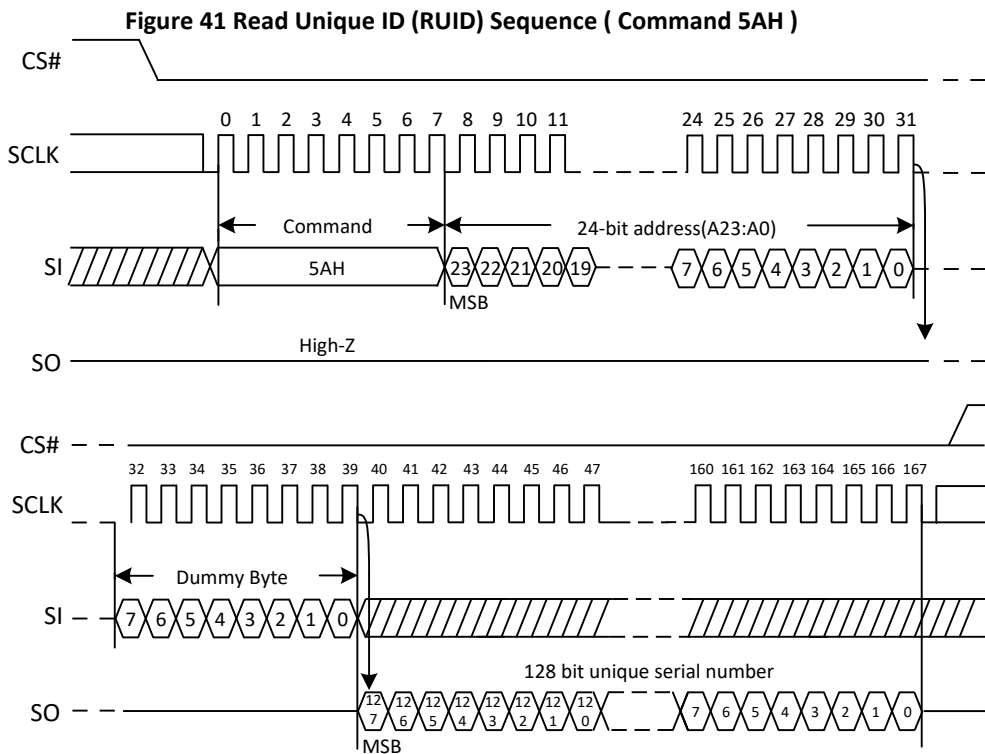 Figure 41 Read Unique ID (RUID) Sequence ( Command 5AH )
CS#
0 1 2 3 4 5 6 7 8 9 10 11 24 25 26 27 28 29 30 31
SCLK
Command 24-bit address(A23:A0)
SI 5AH 23 22 21 20 19 7 6 5 4 3 2 1 0
MSB
High-Z
SO
CS#
32 33 34 35 36 37 38 39 40 41 42 43 44 45 46 47 160 161 162 163 164 165 166 167
SCLK
Dummy Byte
SI 7 6 5 4 3 2 1 0
128 bit unique serial number
SO 127 126 125 124 123 122 121 120 7 6 5 4 3 2 1 0
MSB